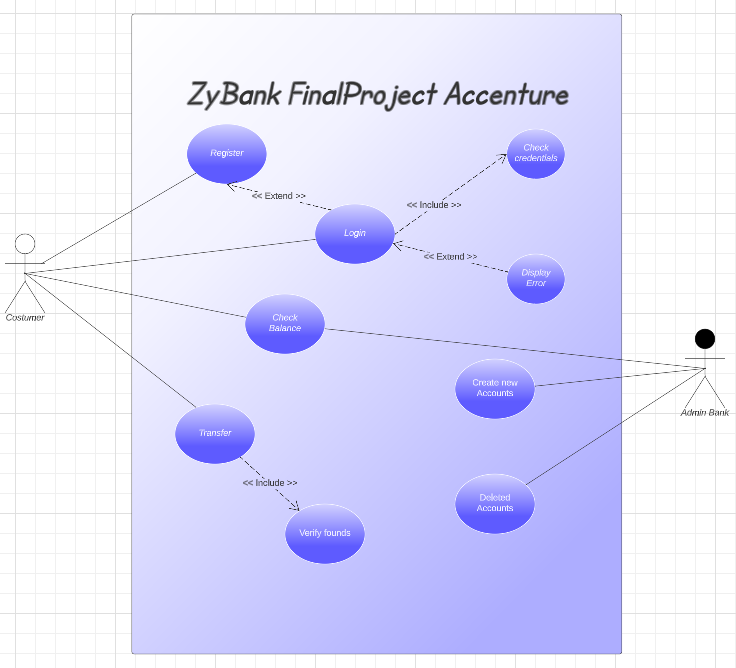 ZyBank FinalProject Accenture
Register
Check
credentials
<< Extend >>
<< Include >>
Login
<< Extend >>
Display
Error
Costumer
Check
Balance
Create new
Accounts
Admin Bank
Transfer
<< Include >>
Deleted
Accounts
Verify founds